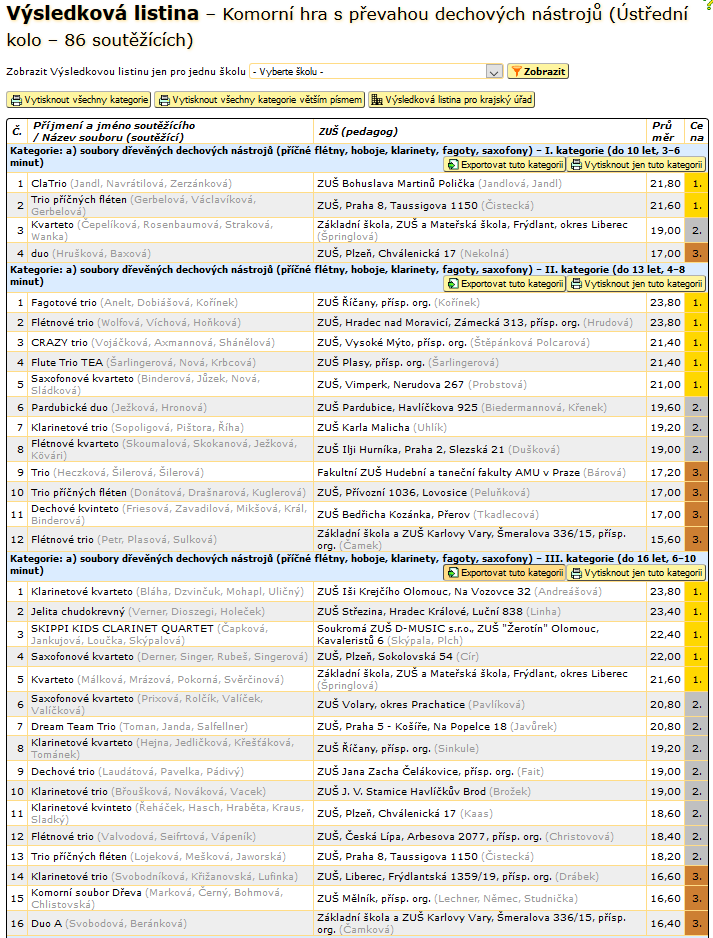 Výsledková listina – Komorní hra s převahou dechových nástrojů (Ústřední
kolo – 86 soutěžících)
Zobrazit Výsledkovou listinu jen pro jednu školu - Vyberte školu - Zobrazit
Vytisknout všechny kategorie Vytisknout všechny kategorie větším písmem Výsledková listina pro krajský úřad
Č. Příjmení a jméno soutěžícího / Název souboru (soutěžící) ZUŠ (pedagog) Prů měr Ce na
Kategorie: a) soubory dřevěných dechových nástrojů (příčné flétny, hoboje, klarinety, fagoty, saxofony) – I. kategorie (do 10 let, 3–6
minut) Exportovat tuto kategorii Vytisknout jen tuto kategorii
1 ClaTrio (Jandl, Navrátilová, Zerzánková) ZUŠ Bohuslava Martinů Polička (Jandlová, Jandl) 21,80 1.
2 Trio příčných fléten (Gerbelová, Václavíková, Gerbelová) ZUŠ, Praha 8, Taussigova 1150 (Čistecká) 21,60 1.
3 Kvarteto (Čepelíková, Rosenbaumová, Straková, Wanka) Základní škola, ZUŠ a Mateřská škola, Frýdlant, okres Liberec (Špringlová) 19,00 2.
4 duo (Hrušková, Baxová) ZUŠ, Plzeň, Chválenická 17 (Nekolná) 17,00 3.
Kategorie: a) soubory dřevěných dechových nástrojů (příčné flétny, hoboje, klarinety, fagoty, saxofony) – II. kategorie (do 13 let, 4–8
minut) Exportovat tuto kategorii Vytisknout jen tuto kategorii
1 Fagotové trio (Anelt, Dobiášová, Kořínek) ZUŠ Říčany, přísp. org. (Kořínek) 23,80 1.
2 Flétnové trio (Wolfová, Víchová, Hoňková) ZUŠ, Hradec nad Moravicí, Zámecká 313, přísp. org. (Hrudová) 23,80 1.
3 CRAZY trio (Vojáčková, Axmannová, Shánělová) ZUŠ, Vysoké Mýto, přísp. org. (Štěpánková Polcarová) 21,40 1.
4 Flute Trio TEA (Šarlingerová, Nová, Krbcová) ZUŠ Plasy, přísp. org. (Šarlingerová) 21,40 1.
5 Saxofonové kvarteto (Binderová, Jůzek, Nová, Sládková) ZUŠ, Vimperk, Nerudova 267 (Probstová) 21,00 1.
6 Pardubické duo (Ježková, Hronová) ZUŠ Pardubice, Havlíčkova 925 (Biedermannová, Křenek) 19,60 2.
7 Klarinetové trio (Sopoligová, Pištora, Říha) ZUŠ Karla Malicha (Uhlík) 19,20 2.
8 Flétnové kvarteto (Skoumalová, Skokanová, Ježková, Kövári) ZUŠ Ilji Hurníka, Praha 2, Slezská 21 (Dušková) 19,00 2.
9 Trio (Heczková, Šilerová, Šilerová) Fakultní ZUŠ Hudební a taneční fakulty AMU v Praze (Bárová) 17,20 3.
10 Trio příčných fléten (Donátová, Drašnarová, Kuglerová) ZUŠ, Přívozní 1036, Lovosice (Peluňková) 17,00 3.
11 Dechové kvinteto (Friesová, Zavadilová, Mikšová, Král, Binderová) ZUŠ Bedřicha Kozánka, Přerov (Tkadlecová) 17,00 3.
12 Flétnové trio (Petr, Plasová, Sulková) Základní škola a ZUŠ Karlovy Vary, Šmeralova 336/15, přísp. org. (Čamek) 15,60 3.
Kategorie: a) soubory dřevěných dechových nástrojů (příčné flétny, hoboje, klarinety, fagoty, saxofony) – III. kategorie (do 16 let, 6–10
minut) Exportovat tuto kategorii Vytisknout jen tuto kategorii
1 Klarinetové kvarteto (Bláha, Dzvinčuk, Mohapl, Uličný) ZUŠ Iši Krejčího Olomouc, Na Vozovce 32 (Andreášová) 23,80 1.
2 Jelita chudokrevný (Verner, Dioszegi, Holeček) ZUŠ Střezina, Hradec Králové, Luční 838 (Linha) 23,40 1.
3 SKIPPI KIDS CLARINET QUARTET (Čapková, Jankujová, Loučka, Skýpalová) Soukromá ZUŠ D-MUSIC s.r.o., ZUŠ "Žerotín" Olomouc, Kavaleristů 6 (Skýpala, Plch) 22,40 1.
4 Saxofonové kvarteto (Derner, Singer, Rubeš, Singerová) ZUŠ, Plzeň, Sokolovská 54 (Cír) 22,00 1.
5 Kvarteto (Málková, Mrázová, Pokorná, Svěrčinová) Základní škola, ZUŠ a Mateřská škola, Frýdlant, okres Liberec (Špringlová) 21,60 1.
6 Saxofonové kvarteto (Prixová, Rolčík, Valíček, Valíčková) ZUŠ Volary, okres Prachatice (Pavlíková) 20,80 2.
7 Dream Team Trio (Toman, Janda, Salfellner) ZUŠ, Praha 5 - Košíře, Na Popelce 18 (Javůrek) 20,80 2.
8 Klarinetové kvarteto (Hejna, Jedličková, Křešťáková, Tománek) ZUŠ Říčany, přísp. org. (Sinkule) 19,20 2.
9 Dechové trio (Laudátová, Pavelka, Pádivý) ZUŠ Jana Zacha Čelákovice, přísp. org. (Fait) 19,00 2.
10 Klarinetové trio (Břoušková, Nováková, Vacek) ZUŠ J. V. Stamice Havlíčkův Brod (Brožek) 19,00 2.
11 Klarinetové kvinteto (Řeháček, Hasch, Hraběta, Kraus, Sladký) ZUŠ, Plzeň, Chválenická 17 (Kaas) 18,60 2.
12 Flétnové trio (Valvodová, Seifrtová, Vápeník) ZUŠ, Česká Lípa, Arbesova 2077, přísp. org. (Christovová) 18,40 2.
13 Trio příčných fléten (Lojeková, Mešková, Jaworská) ZUŠ, Praha 8, Taussigova 1150 (Čistecká) 18,20 2.
14 Klarinetové trio (Svobodníková, Křižanovská, Lufinka) ZUŠ, Liberec, Frýdlantská 1359/19, přísp. org. (Drábek) 16,60 3.
15 Komorní soubor Dřeva (Marková, Černý, Bohmová, Chlistovská) ZUŠ Mělník, přísp. org. (Lechner, Němec, Studnička) 16,60 3.
16 Duo A (Svobodová, Beránková) Základní škola a ZUŠ Karlovy Vary, Šmeralova 336/15, přísp. org. (Čamková) 16,40 3.